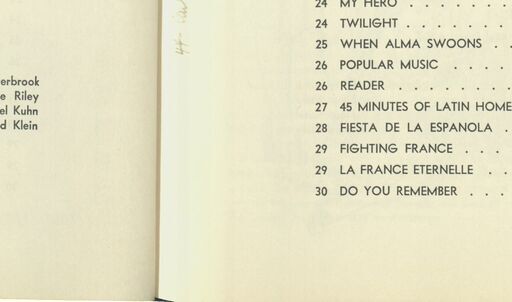 erbrook
e Riley
el Kuhn
d Klein
24 MY HERO . . . . . . .
24 TWILIGHT . . . . . . .
25 WHEN ALMA SWOONS . .
26 POPULAR MUSIC . . . .
26 READER . . . . . . . .
27 45 MINUTES OF LATIN HOME
28 FIESTA DE LA ESPANOLA .
29 FIGHTING FRANCE . . .
29 LA FRANCE ETERNELLE . .
30 DO YOU REMEMBER . . .